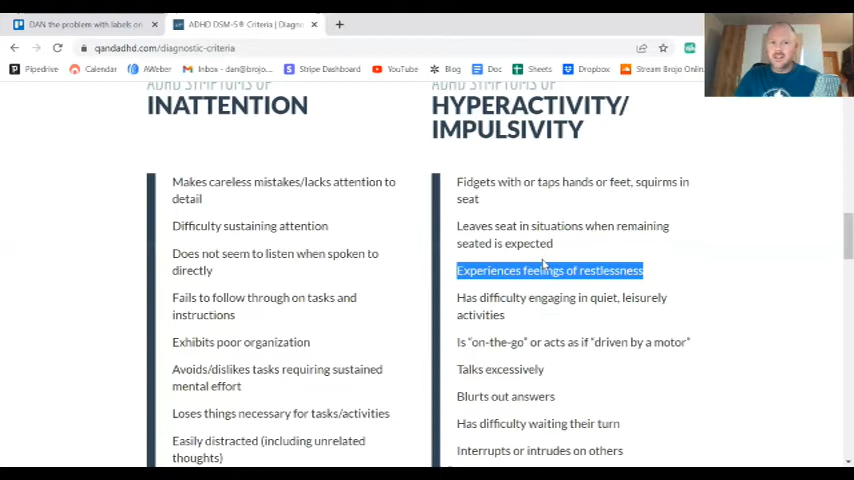 DAN the problem with labels on
ADHD DSM-5® Criteria | Diagno
qandadhd.com/diagnostic-criteria
Pipedrive
Calendar
AWeber
Inbox - dan@brojo...
Stripe Dashboard
YouTube
Blog
Doc
Sheets
Dropbox
Stream Brojo Onlin...
ADHD SYMPTOMS OF
INATTENTION
Makes careless mistakes/lacks attention to
detail
Difficulty sustaining attention
Does not seem to listen when spoken to
directly
Fails to follow through on tasks and
instructions
Exhibits poor organization
Avoids/dislikes tasks requiring sustained
mental effort
Loses things necessary for tasks/activities
Easily distracted (including unrelated
thoughts)
ADHD SYMPTOMS OF
HYPERACTIVITY/
IMPULSIVITY
Fidgets with or taps hands or feet, squirms in
seat
Leaves seat in situations when remaining
seated is expected
Experiences feelings of restlessness
Has difficulty engaging in quiet, leisurely
activities
Is “on-the-go” or acts as if “driven by a motor”
Talks excessively
Blurts out answers
Has difficulty waiting their turn
Interrupts or intrudes on others